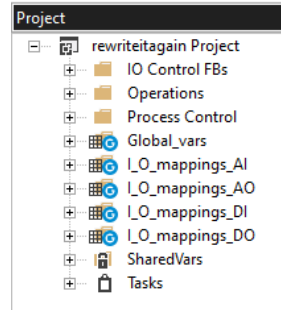 Project
rewriteitagain Project
IO Control FBs
Operations
Process Control
Global_vars
I_O_mappings_AI
I_O_mappings_AO
I_O_mappings_DI
I_O_mappings_DO
SharedVars
Tasks